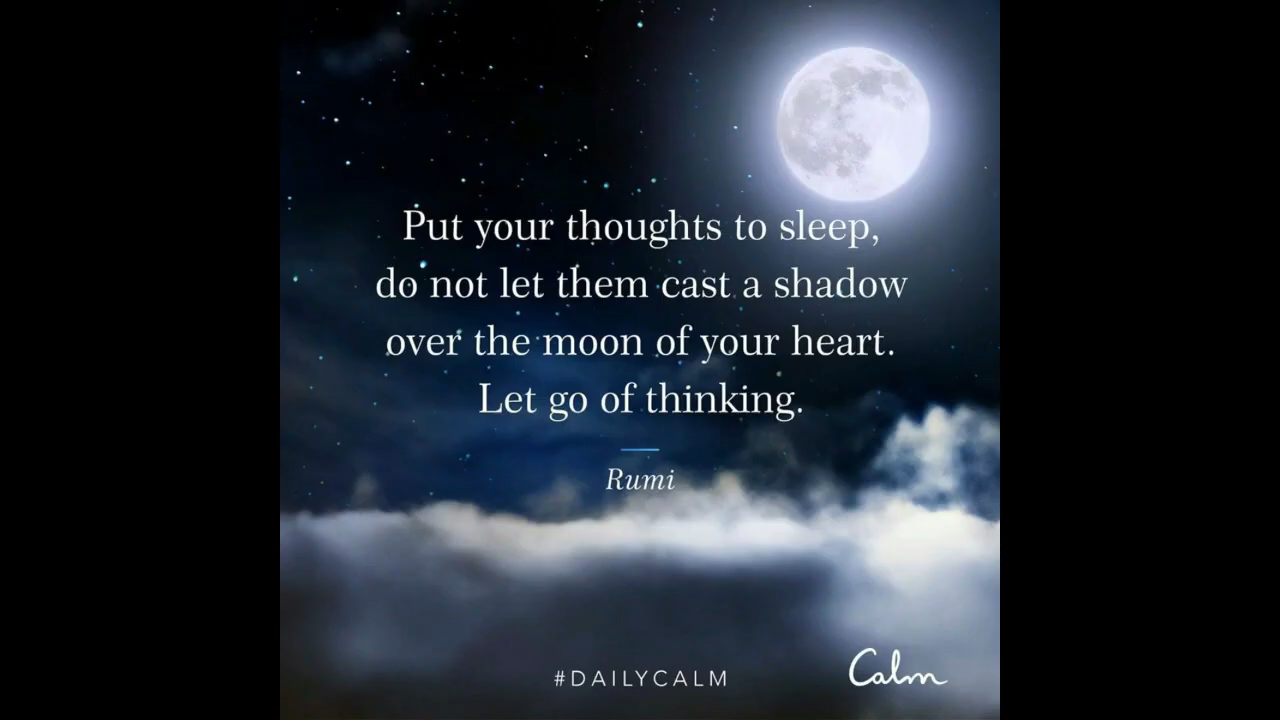 Put your thoughts to sleep,
do not let them cast a shadow
over the moon of your heart.
Let go of thinking.
Rumi
#DAILYCALM
Calm